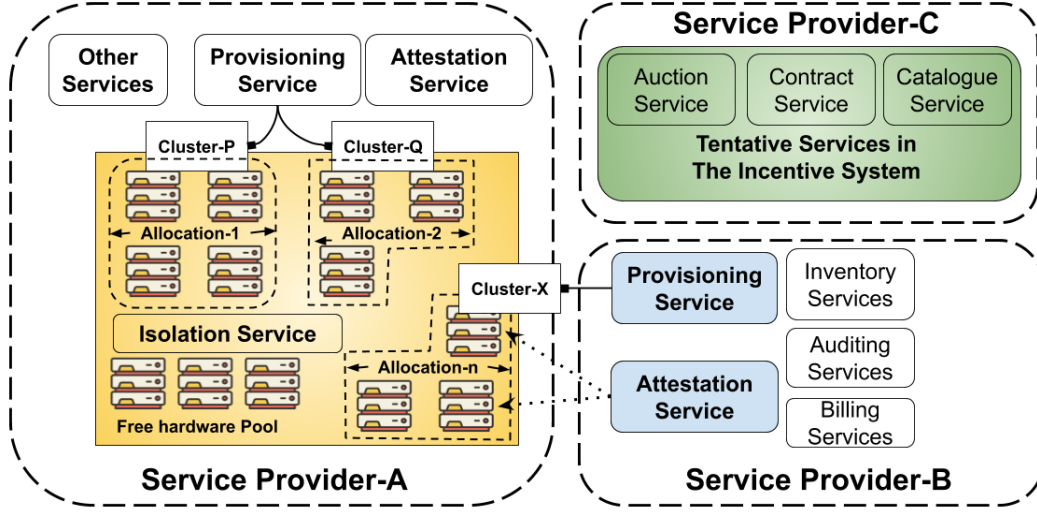 Other
Services
Provisioning
Service
Attestation
Service
Cluster-P
Cluster-Q
Allocation-1
Allocation-2
Cluster-X
Isolation Service
Allocation-n
Free hardware Pool
Service Provider-A
Service Provider-C
Auction
Service
Contract
Service
Catalogue
Service
Tentative Services in
The Incentive System
Provisioning
Service
Inventory
Services
Auditing
Services
Attestation
Service
Billing
Services
Service Provider-B